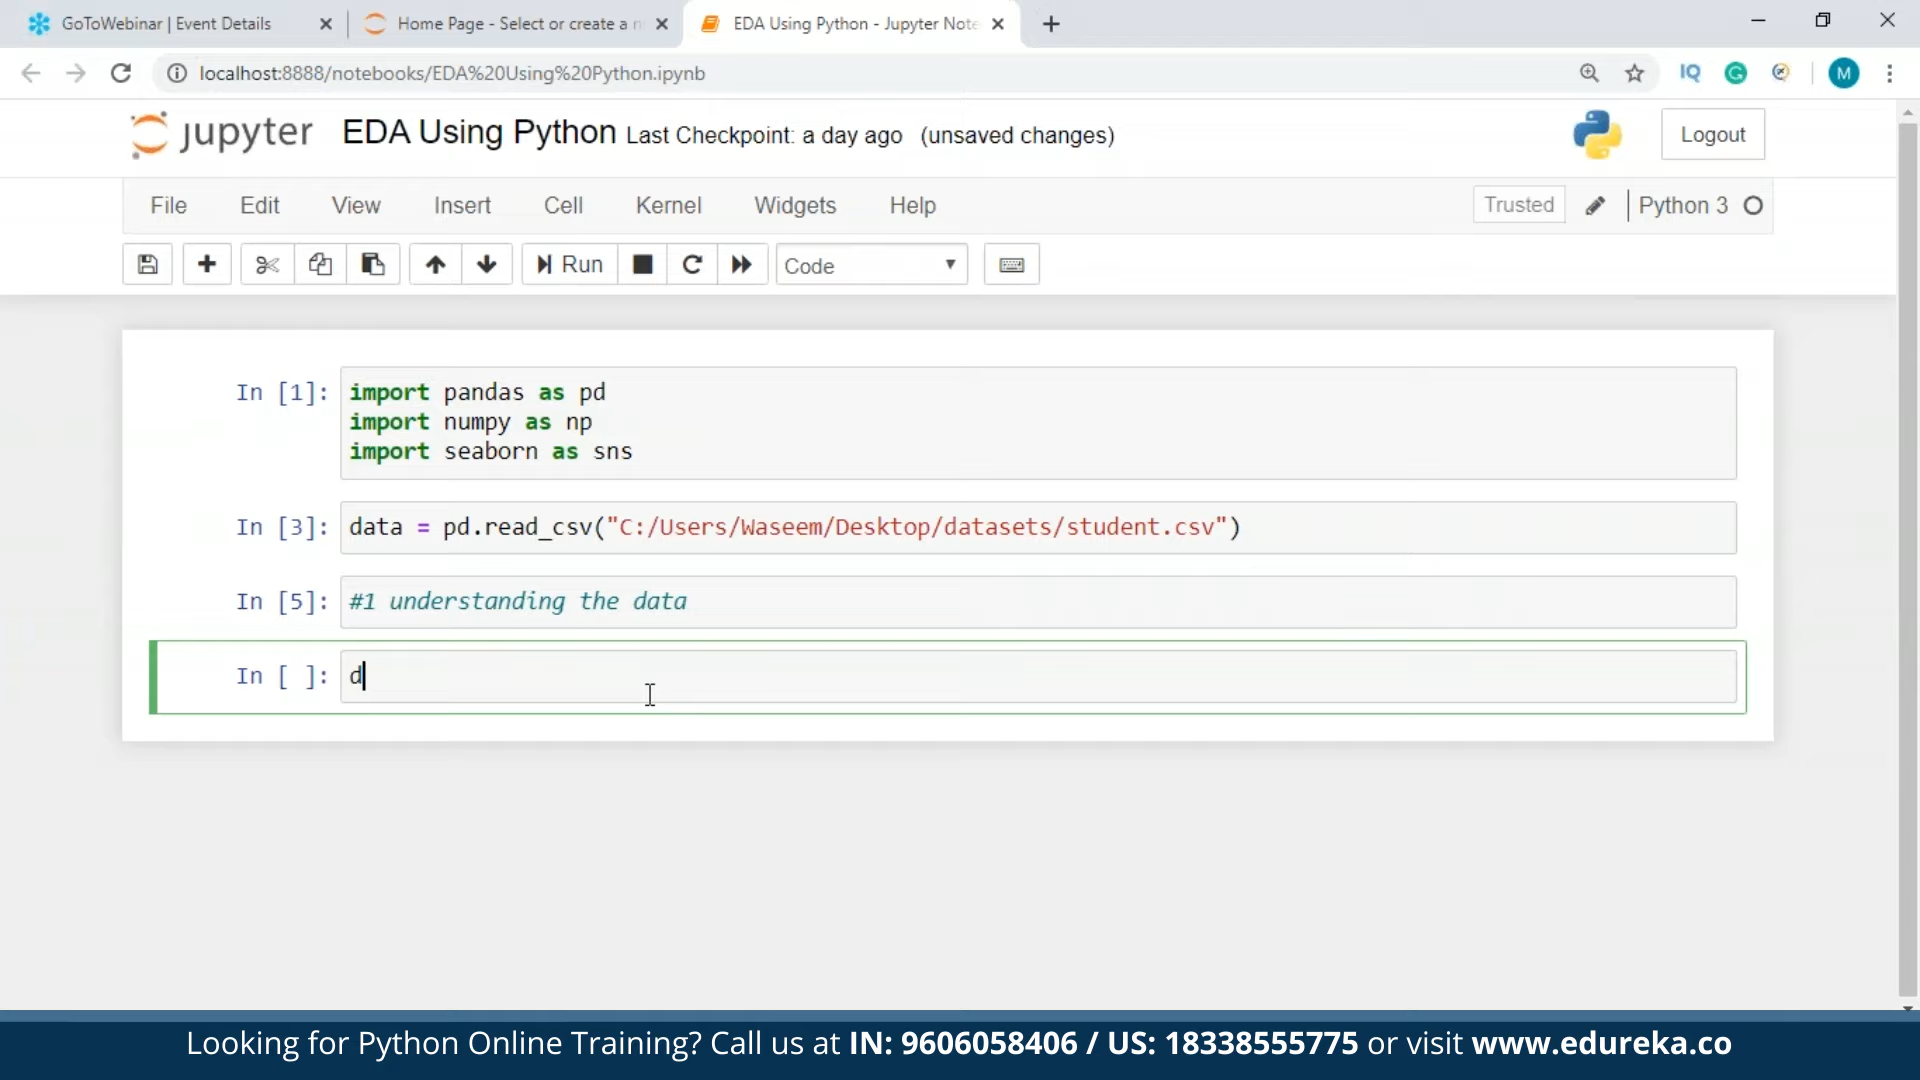 GoToWebinar | Event Details
Home Page - Select or create a n
EDA Using Python - Jupyter Note
localhost:8888/notebooks/EDA%20Using%20Python.ipynb
IQ
G
M
jupyter EDA Using Python Last Checkpoint: a day ago (unsaved changes)
Logout
File Edit View Insert Cell Kernel Widgets Help
Trusted
Python 3
Run
Code
In [1]: import pandas as pd
import numpy as np
import seaborn as sns
In [3]: data = pd.read_csv("C:/Users/Waseem/Desktop/datasets/student.csv")
In [5]: #1 understanding the data
In [ ]: d
Looking for Python Online Training? Call us at IN: 9606058406 / US: 18338555775 or visit www.edureka.co